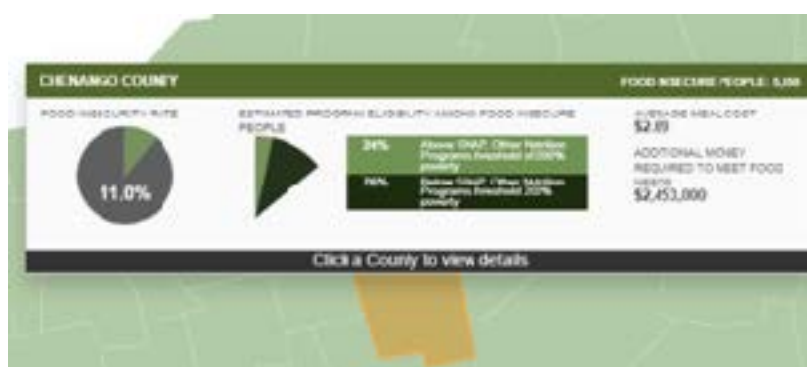 CHENANGO COUNTY
FOOD INSECURE PEOPLE:
FOOD INSECURITY RATE
11.0%
ESTIMATED PROGRAM ELIGIBILITY AMONG FOOD INSECURE
PEOPLE
24%
Above SNAP, Other Nutrition
Programs threshold of 200%
poverty
Below SNAP, Other Nutrition
Programs threshold 200%
poverty
AVERAGE MEAL COST
ADDITIONAL MONEY
REQUIRED TO MEET FOOD
NEEDS
$2,453,000
Click a County to view details